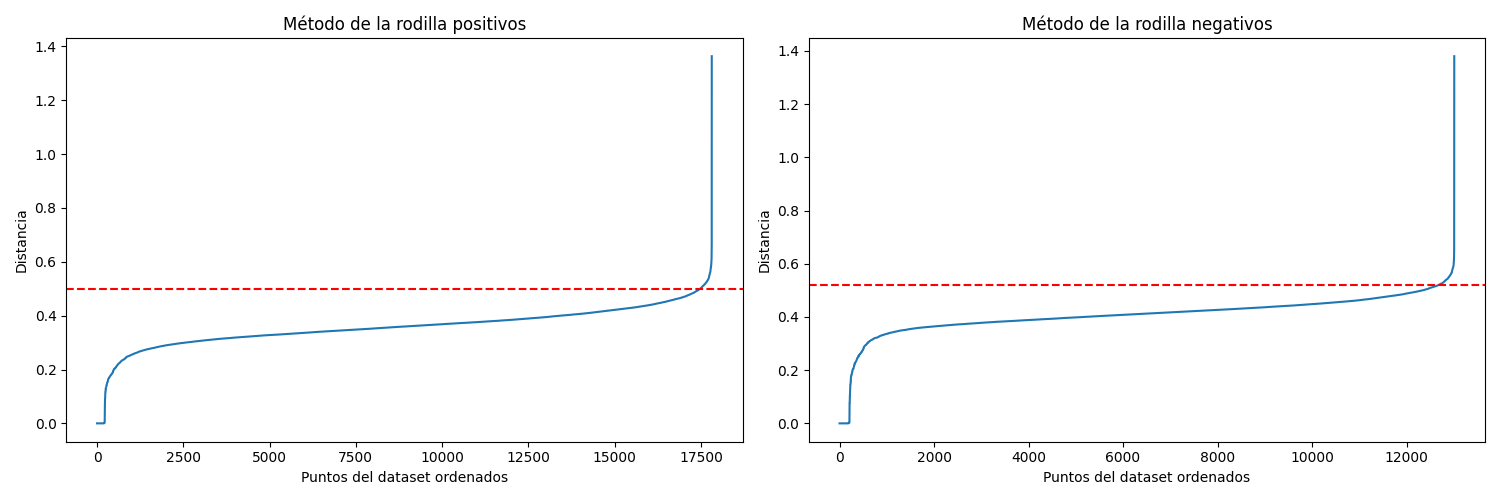 Método de la rodilla positivos
1.4
1.2
1.0
0.8
0.6
0.4
0.2
0.0
Distancia
0 2500 5000 7500 10000 12500 15000 17500
Puntos del dataset ordenados
Método de la rodilla negativos
1.4
1.2
1.0
0.8
0.6
0.4
0.2
0.0
Distancia
0 2000 4000 6000 8000 10000 12000
Puntos del dataset ordenados